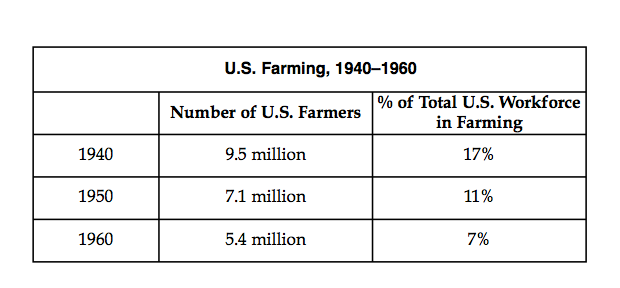 U.S. Farming, 1940–1960
Number of U.S. Farmers
% of Total U.S. Workforce
in Farming
1940 9.5 million 17%
1950 7.1 million 11%
1960 5.4 million 7%